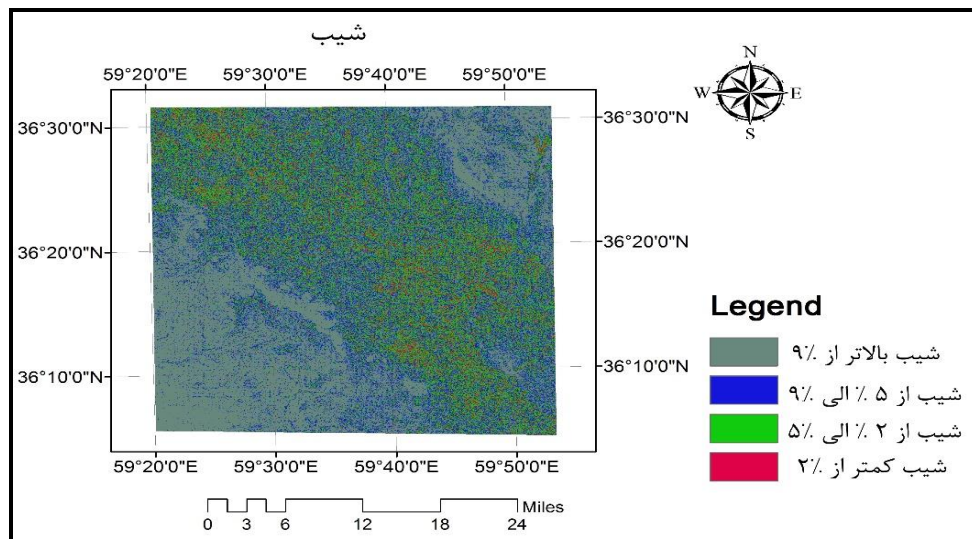 شیب
N
W E
S
59°20'0"E 59°30'0"E 59°40'0"E 59°50'0"E
36°30'0"N 36°30'0"N
36°20'0"N 36°20'0"N
36°10'0"N 36°10'0"N
59°20'0"E 59°30'0"E 59°40'0"E 59°50'0"E
Legend
شیب بالاتر از ۹٪
شیب از ۵ ٪ الی ۹٪
شیب از ۲ ٪ الی ۵٪
شیب کمتر از ۲٪
Miles
0 3 6 12 18 24